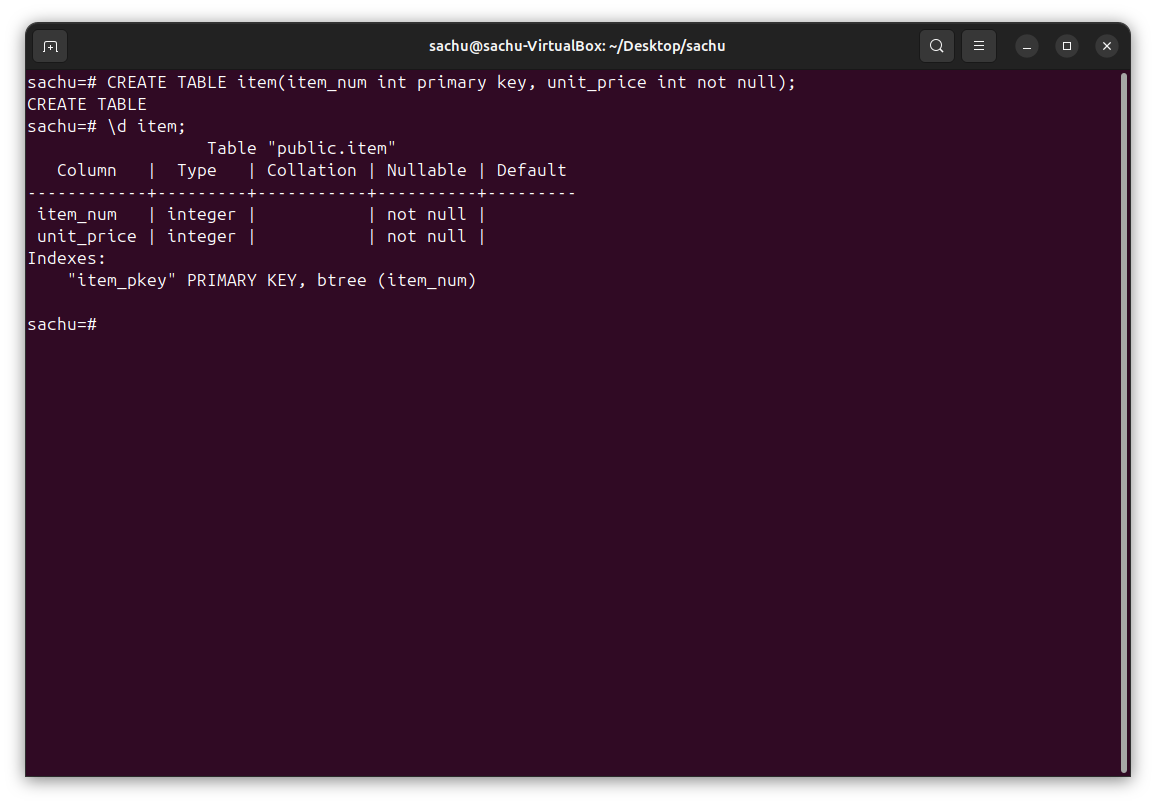 sachu@sachu-VirtualBox: ~/Desktop/sachu
sachu=# CREATE TABLE item(item_num int primary key, unit_price int not null);
CREATE TABLE
sachu=# \d item;
                  Table "public.item"
   Column   |  Type   | Collation | Nullable | Default
------------+---------+-----------+----------+---------
 item_num   | integer |           | not null |
 unit_price | integer |           | not null |
Indexes:
    "item_pkey" PRIMARY KEY, btree (item_num)
sachu=#